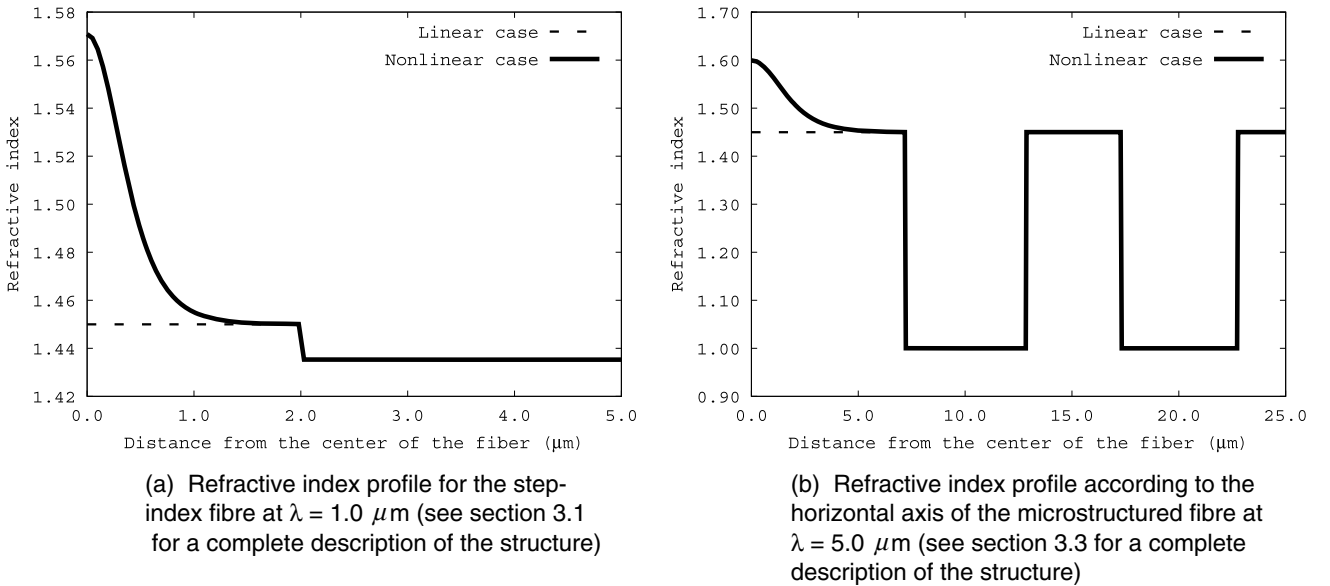 1.58
1.56
1.54
1.52
1.50
1.48
1.46
1.44
1.42
Refractive index
Linear case
Nonlinear case
0.0 1.0 2.0 3.0 4.0 5.0
Distance from the center of the fiber (μm)
(a) Refractive index profile for the step-
index fibre at λ = 1.0 μm (see section 3.1
for a complete description of the structure)
1.70
1.60
1.50
1.40
1.30
1.20
1.10
1.00
0.90
Refractive index
Linear case
Nonlinear case
0.0 5.0 10.0 15.0 20.0 25.0
Distance from the center of the fiber (μm)
(b) Refractive index profile according to the
horizontal axis of the microstructured fibre at
λ = 5.0 μm (see section 3.3 for a complete
description of the structure)